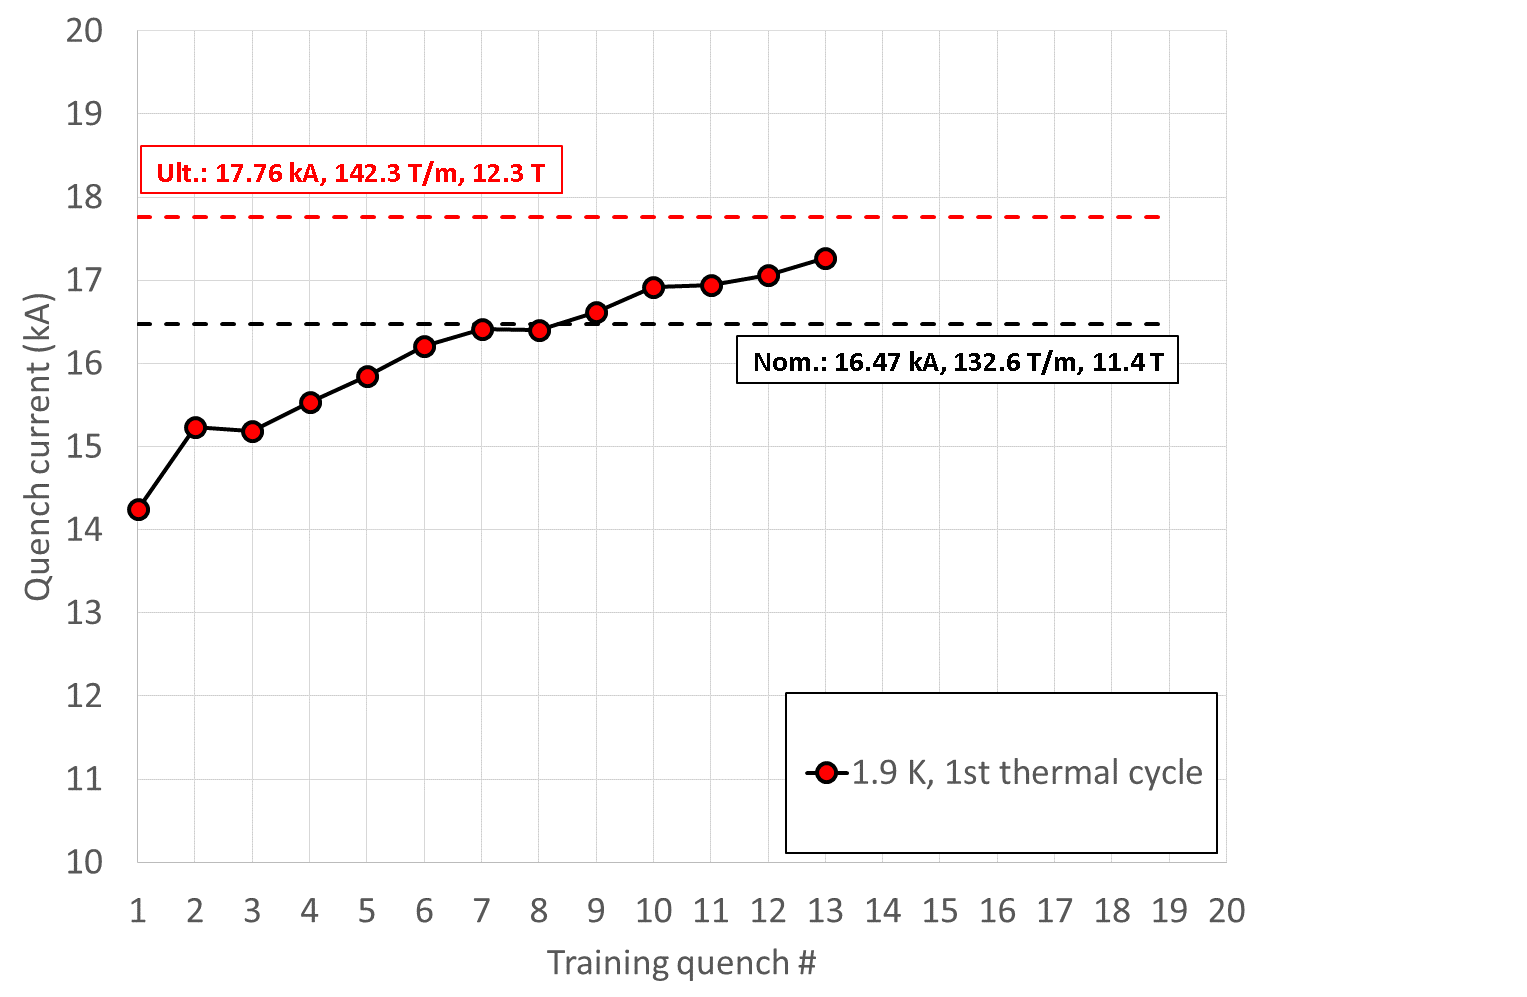 20
19
18
17
16
15
14
13
12
11
10
Quench current (kA)
Ult.: 17.76 kA, 142.3 T/m, 12.3 T
Nom.: 16.47 kA, 132.6 T/m, 11.4 T
1.9 K, 1st thermal cycle
1 2 3 4 5 6 7 8 9 10 11 12 13 14 15 16 17 18 19 20
Training quench #